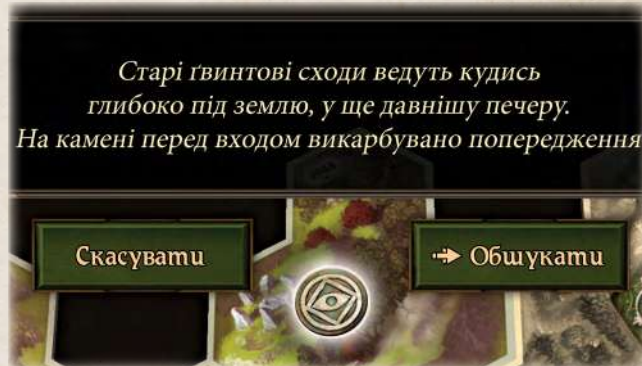 Старі ґвинтові сходи ведуть кудись
глибоко під землю, у ще давнішу печеру.
На камені перед входом викарбувано попередження
Скасувати
Обшукати